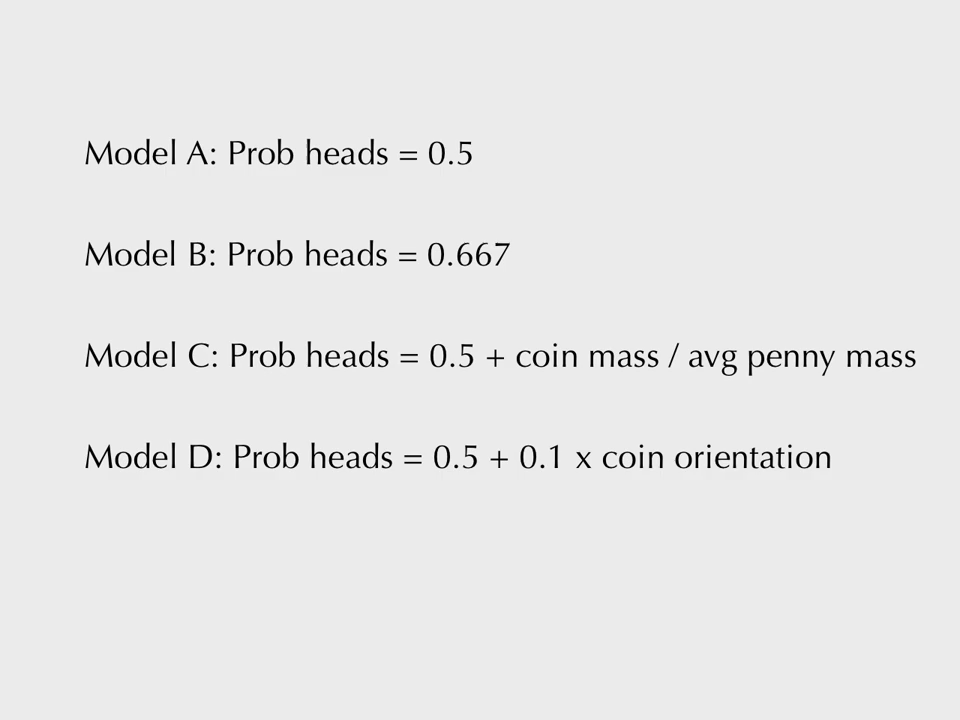 Model A: Prob heads = 0.5
Model B: Prob heads = 0.667
Model C: Prob heads = 0.5 + coin mass / avg penny mass
Model D: Prob heads = 0.5 + 0.1 x coin orientation